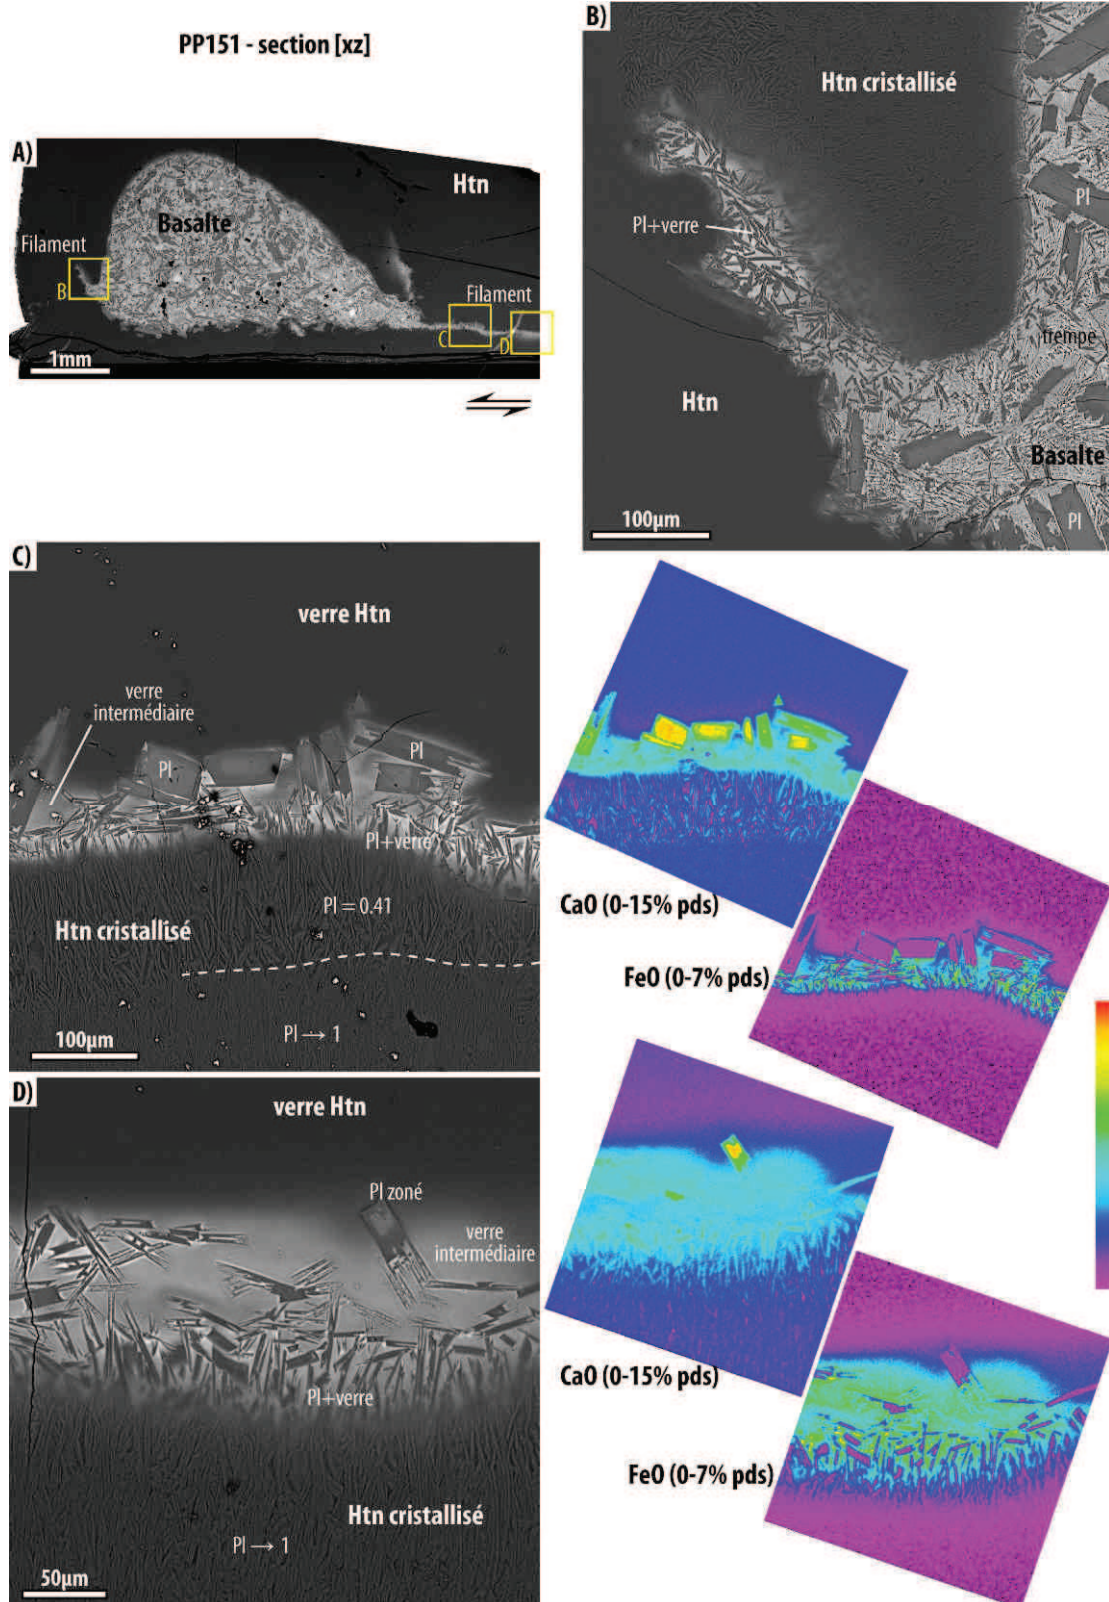 PP151 - section [xz]
A)
Htn
Basalte
Filament
B
Filament
C
D
1mm
B)
Htn cristallisé
Pl
Pl+verre
trempe
Htn
Basalte
Pl
100µm
C)
verre Htn
verre
intermédiaire
Pl
Pl
Pl+verre
Pl = 0.41
Htn cristallisé
Pl → 1
100µm
CaO (0-15% pds)
FeO (0-7% pds)
D)
verre Htn
Pl zoné
verre
intermédiaire
Pl+verre
Htn cristallisé
Pl → 1
50µm
CaO (0-15% pds)
FeO (0-7% pds)